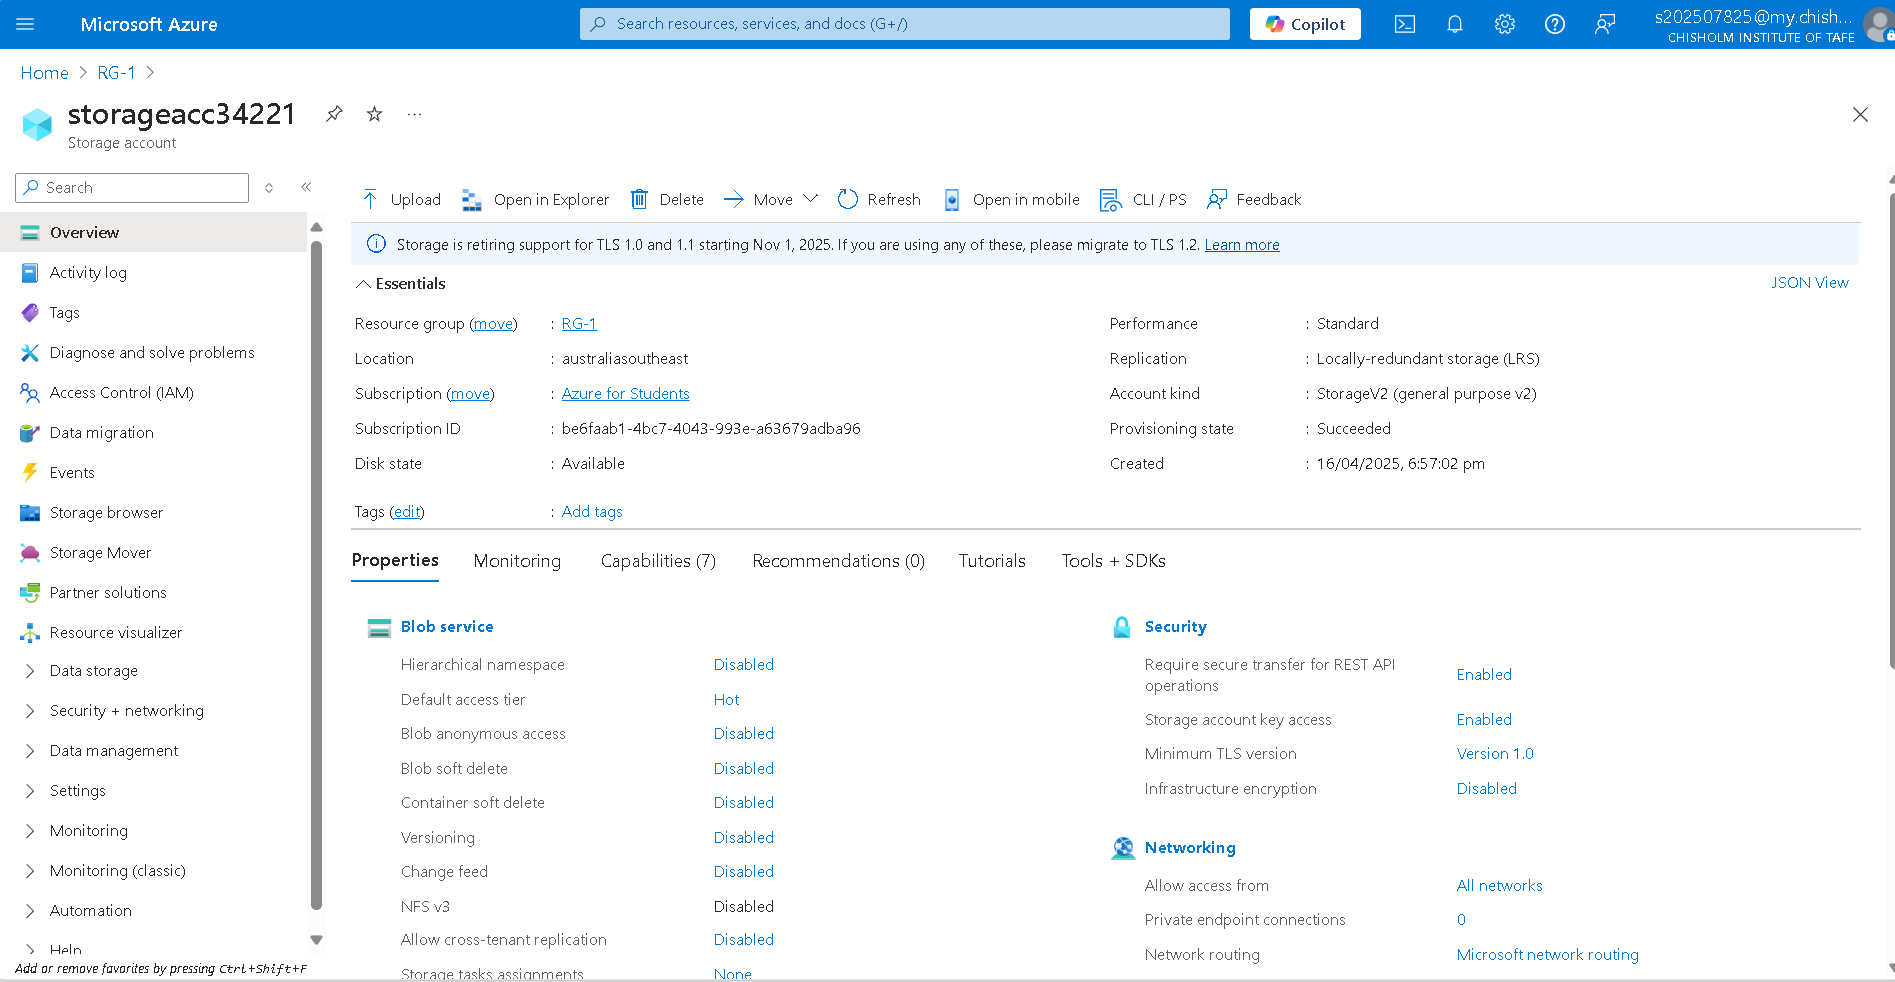 Microsoft Azure
Search resources, services, and docs (G+/)
Copilot
s202507825@my.chish...
CHISHOLM INSTITUTE OF TAFE
Home > RG-1 >
storageacc34221
Storage account
Search
Overview
Activity log
Tags
Diagnose and solve problems
Access Control (IAM)
Data migration
Events
Storage browser
Storage Mover
Partner solutions
Resource visualizer
Data storage
Security + networking
Data management
Settings
Monitoring
Monitoring (classic)
Automation
Help
Add or remove favorites by pressing Ctrl+Shift+F
Upload Open in Explorer Delete Move Refresh Open in mobile CLI / PS Feedback
Storage is retiring support for TLS 1.0 and 1.1 starting Nov 1, 2025. If you are using any of these, please migrate to TLS 1.2. Learn more
Essentials
JSON View
Resource group (move) : RG-1
Location : australiasoutheast
Subscription (move) : Azure for Students
Subscription ID : be6faab1-4bc7-4043-993e-a63679adba96
Disk state : Available
Tags (edit) : Add tags
Performance : Standard
Replication : Locally-redundant storage (LRS)
Account kind : StorageV2 (general purpose v2)
Provisioning state : Succeeded
Created : 16/04/2025, 6:57:02 pm
Properties Monitoring Capabilities (7) Recommendations (0) Tutorials Tools + SDKs
Blob service
Hierarchical namespace Disabled
Default access tier Hot
Blob anonymous access Disabled
Blob soft delete Disabled
Container soft delete Disabled
Versioning Disabled
Change feed Disabled
NFS v3 Disabled
Allow cross-tenant replication Disabled
Storage tasks assignments None
Security
Require secure transfer for REST API
operations Enabled
Storage account key access Enabled
Minimum TLS version Version 1.0
Infrastructure encryption Disabled
Networking
Allow access from All networks
Private endpoint connections 0
Network routing Microsoft network routing